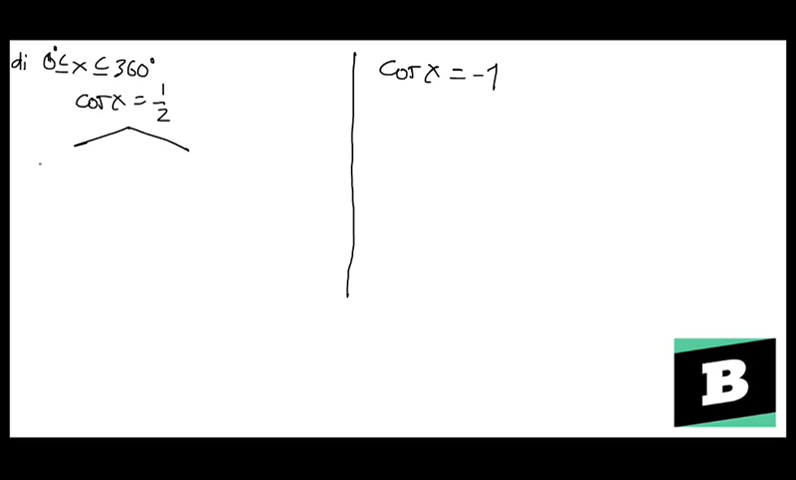 di 0° ≤ x ≤ 360°
cos x = 1/2
cos x = -1
B